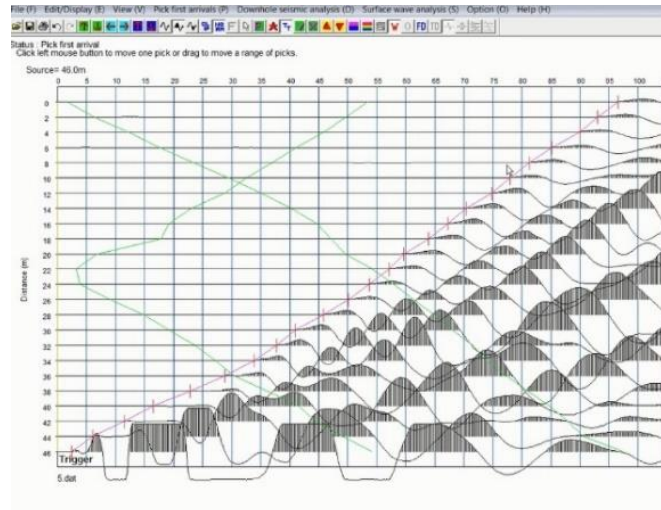 File (F) Edit/Display (E) View (V) Pick first arrivals (P) Downhole seismic analysis (D) Surface wave analysis (S) Option (O) Help (H)
W FD TD
Status : Pick first arrival
Click left mouse button to move one pick or drag to move a range of picks.
Source= 46.0m
0 5 10 15 20 25 30 35 40 45 50 55 60 65 70 75 80 85 90 95 100
0
2
4
6
8
10
12
14
16
18
20
22
24
26
28
30
32
34
36
38
40
42
44
46
Distance (m)
Trigger
5.dat